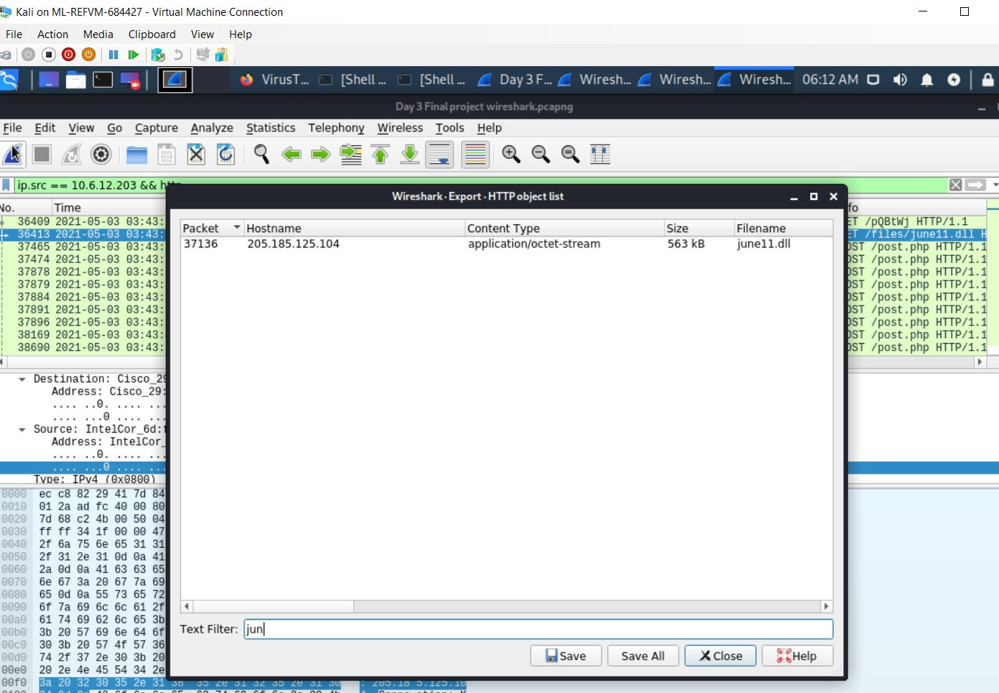 Kali on ML-REFVM-684427 - Virtual Machine Connection
File Action Media Clipboard View Help
VirusT... [Shell ... [Shell ... Day 3 F... Wiresh... Wiresh... Wiresh... 06:12 AM
Day 3 Final project wireshark.pcapng
File Edit View Go Capture Analyze Statistics Telephony Wireless Tools Help
ip.src == 10.6.12.203 && http
No. Time fo
36409 2021-05-03 03:43: ET /pQBtWj HTTP/1.1
36413 2021-05-03 03:43: ET /files/june11.dll H
37465 2021-05-03 03:43: OST /post.php HTTP/1.1
37474 2021-05-03 03:43: OST /post.php HTTP/1.1
37878 2021-05-03 03:43: OST /post.php HTTP/1.1
37879 2021-05-03 03:43: OST /post.php HTTP/1.1
37884 2021-05-03 03:43: OST /post.php HTTP/1.1
37891 2021-05-03 03:43: OST /post.php HTTP/1.1
37896 2021-05-03 03:43: OST /post.php HTTP/1.1
38169 2021-05-03 03:43: OST /post.php HTTP/1.1
38690 2021-05-03 03:43: OST /post.php HTTP/1.1
Destination: Cisco_29
Address: Cisco_29:
.... ..0. .... ...
.... ...0 .... ...
Source: IntelCor_6d:
Address: IntelCor_
.... ..0. .... ...
.... ...0 .... ...
Type: IPv4 (0x0800)
0000 ec c8 82 29 41 7d 84
0010 01 2a ad fc 40 00 80
0020 7d 68 c2 4b 00 50 04
0030 ff ff 34 1f 00 00 47
0040 2f 6a 75 6e 65 31 31
0050 2f 31 2e 31 0d 0a 41
0060 2a 0d 0a 41 63 63 65
0070 6e 67 3a 20 67 7a 69
0080 65 0d 0a 55 73 65 72
0090 6f 7a 69 6c 6c 61 2f
00a0 61 74 69 62 6c 65 3b
00b0 3b 20 57 69 6e 64 6f
00c0 30 3b 20 57 4f 57 36
00d0 74 2f 37 2e 30 3b 20
00e0 20 2e 4e 45 54 34 2e
00f0 3a 20 32 30 35 2e 31 38 35 2e 31 32 35 2e 31 30 : 205.18 5.125.10
Wireshark · Export · HTTP object list
Packet Hostname Content Type Size Filename
37136 205.185.125.104 application/octet-stream 563 kB june11.dll
Text Filter: jun
Save Save All Close Help